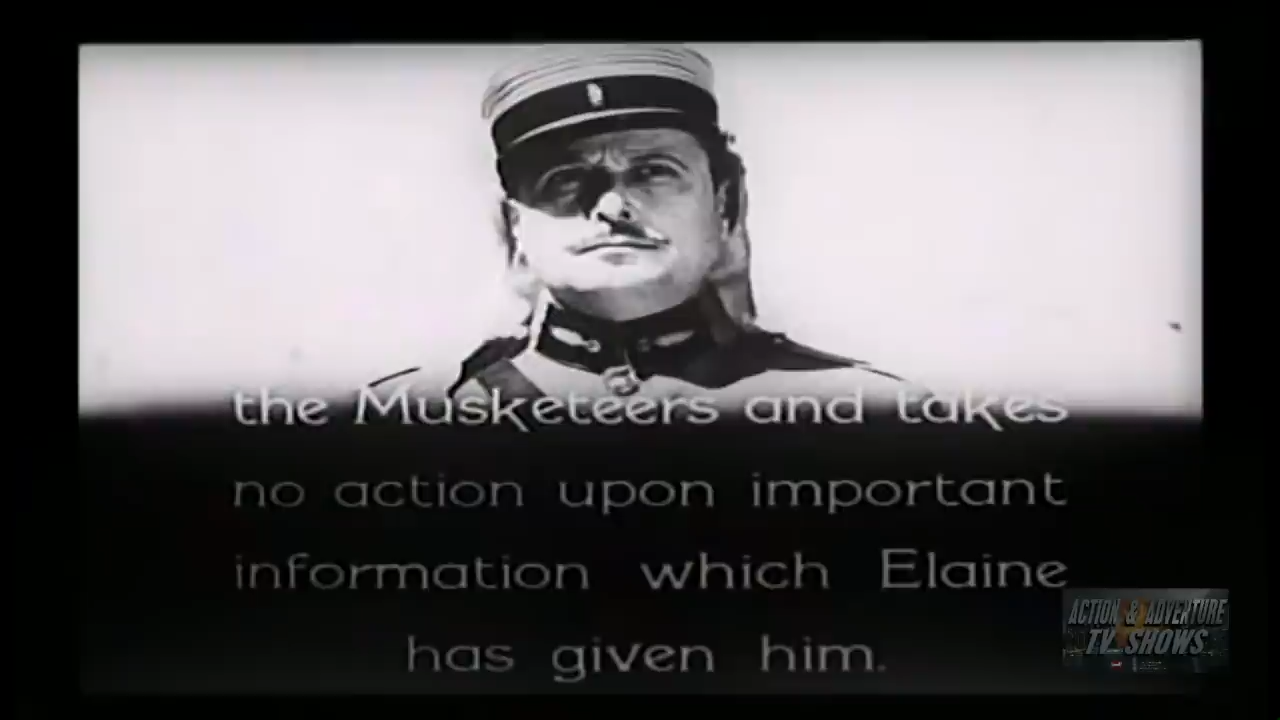 the Musketeers and takes
no action upon important
information which Elaine
has given him.
ACTION & ADVENTURE
TV SHOWS